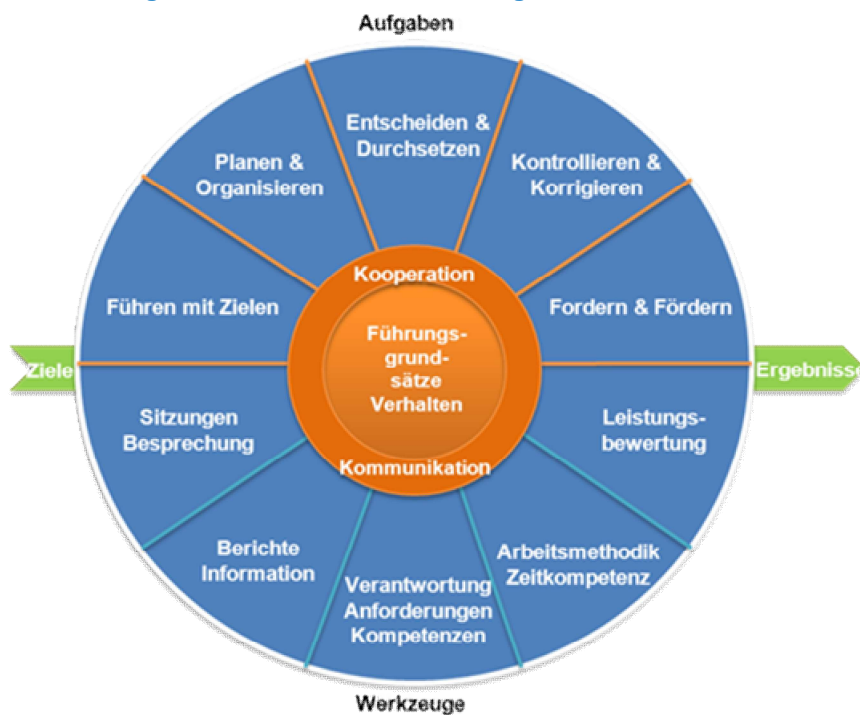 Aufgaben
Entscheiden &
Durchsetzen
Planen &
Organisieren
Kontrollieren &
Korrigieren
Führen mit Zielen
Kooperation
Fordern & Fördern
Führungs-
grund-
sätze
Verhalten
Ziele
Ergebnisse
Sitzungen
Besprechung
Leistungs-
bewertung
Kommunikation
Berichte
Information
Verantwortung
Anforderungen
Kompetenzen
Arbeitsmethodik
Zeitkompetenz
Werkzeuge